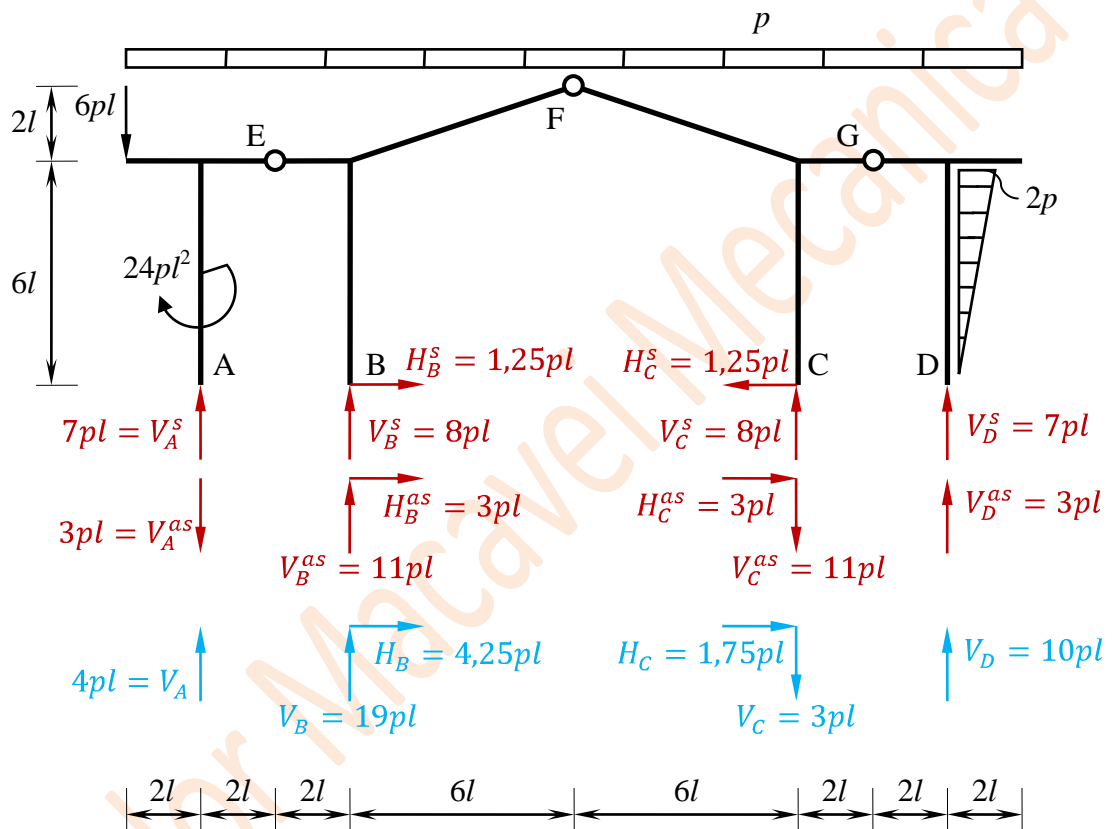 p
2l 6pl E F G
2p
6l 24pl²
A B H_B^s = 1,25pl H_C^s = 1,25pl C D
7pl = V_A^s V_B^s = 8pl V_C^s = 8pl V_D^s = 7pl
3pl = V_A^as H_B^as = 3pl H_C^as = 3pl V_D^as = 3pl
V_B^as = 11pl V_C^as = 11pl
4pl = V_A H_B = 4,25pl H_C = 1,75pl V_D = 10pl
V_B = 19pl V_C = 3pl
2l 2l 2l 6l 6l 2l 2l 2l
or Macavei Mecanica